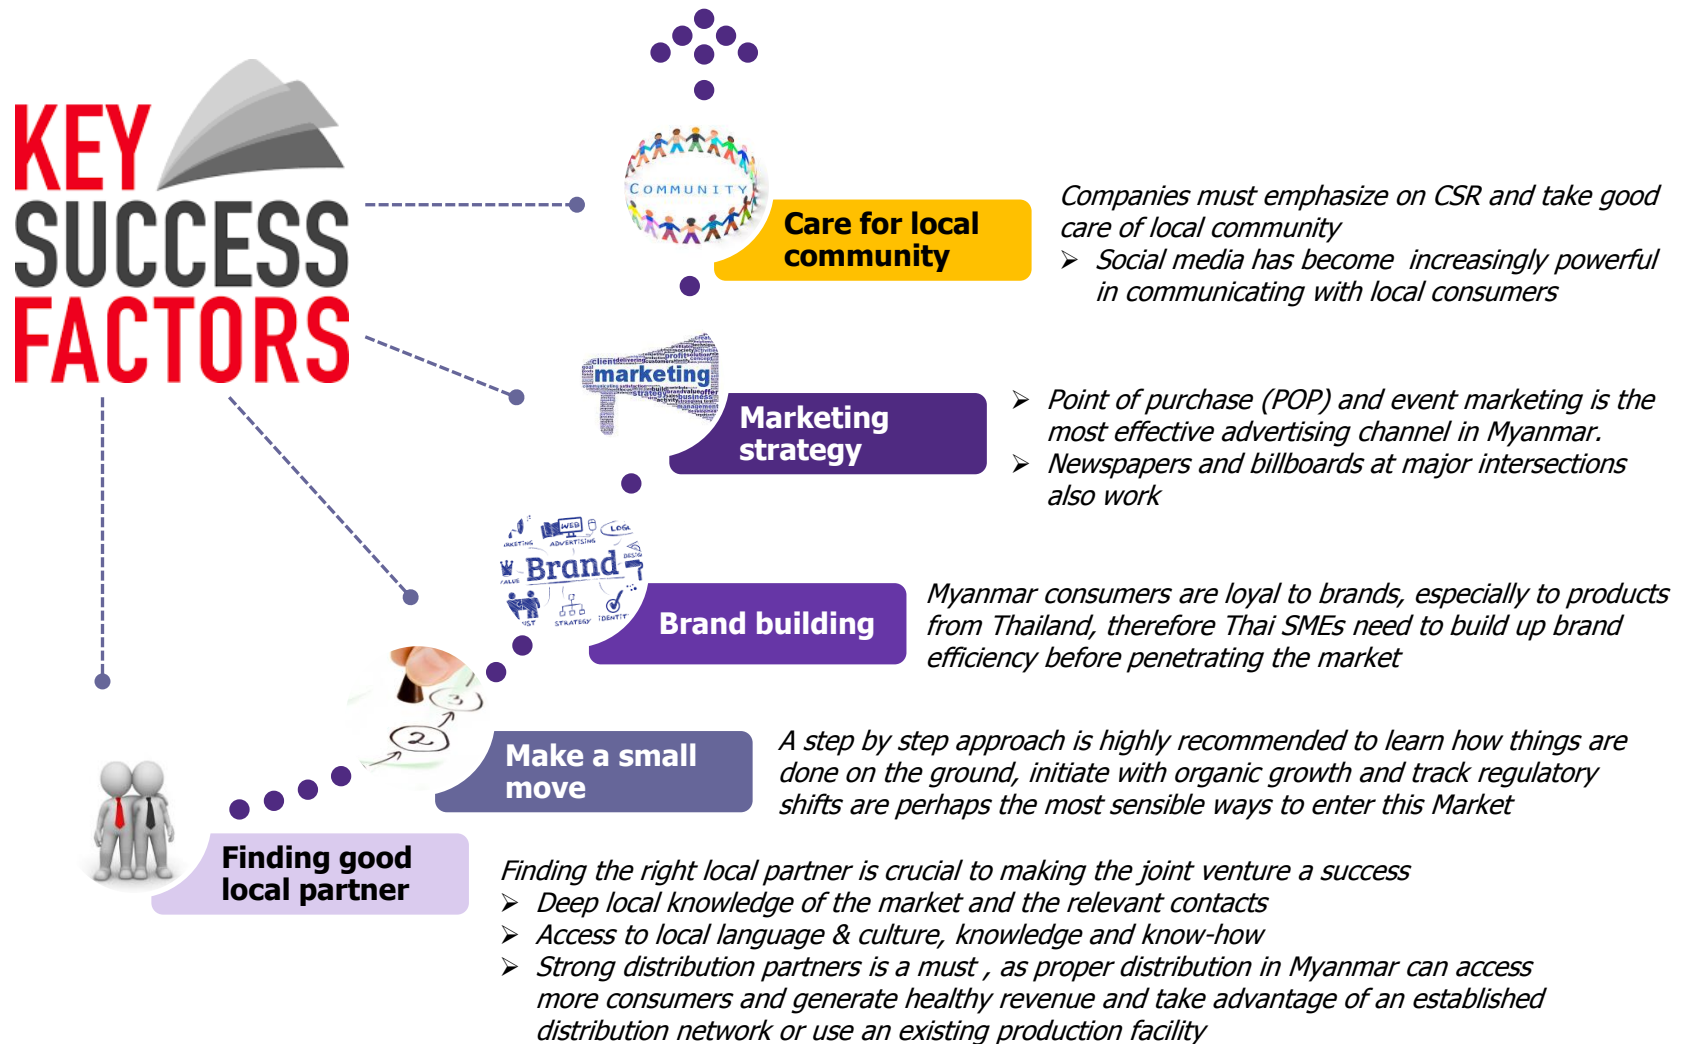 KEY
SUCCESS
FACTORS
COMMUNITY
Care for local
community
Companies must emphasize on CSR and take good
care of local community
➢ Social media has become increasingly powerful
in communicating with local consumers
marketing
Marketing
strategy
➢ Point of purchase (POP) and event marketing is the
most effective advertising channel in Myanmar.
➢ Newspapers and billboards at major intersections
also work
WEB
ADVERTISING
Brand
STRATEGY
Brand building
Myanmar consumers are loyal to brands, especially to products
from Thailand, therefore Thai SMEs need to build up brand
efficiency before penetrating the market
3
2
Make a small
move
A step by step approach is highly recommended to learn how things are
done on the ground, initiate with organic growth and track regulatory
shifts are perhaps the most sensible ways to enter this Market
Finding good
local partner
Finding the right local partner is crucial to making the joint venture a success
➢ Deep local knowledge of the market and the relevant contacts
➢ Access to local language & culture, knowledge and know-how
➢ Strong distribution partners is a must , as proper distribution in Myanmar can access
more consumers and generate healthy revenue and take advantage of an established
distribution network or use an existing production facility